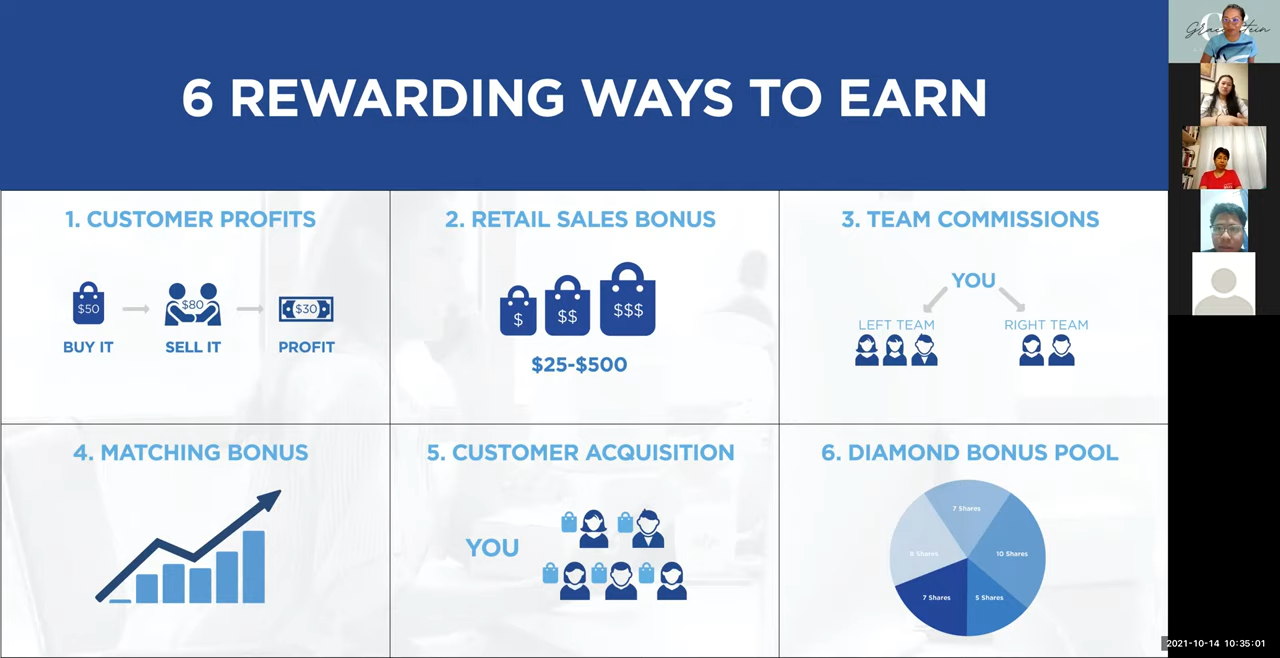 6 REWARDING WAYS TO EARN
1. CUSTOMER PROFITS
$50
$80
$30
BUY IT
SELL IT
PROFIT
2. RETAIL SALES BONUS
$
$$
$$$
$25-$500
3. TEAM COMMISSIONS
YOU
LEFT TEAM
RIGHT TEAM
4. MATCHING BONUS
5. CUSTOMER ACQUISITION
YOU
6. DIAMOND BONUS POOL
7 Shares
10 Shares
5 Shares
7 Shares
2021-10-14 10:35:01